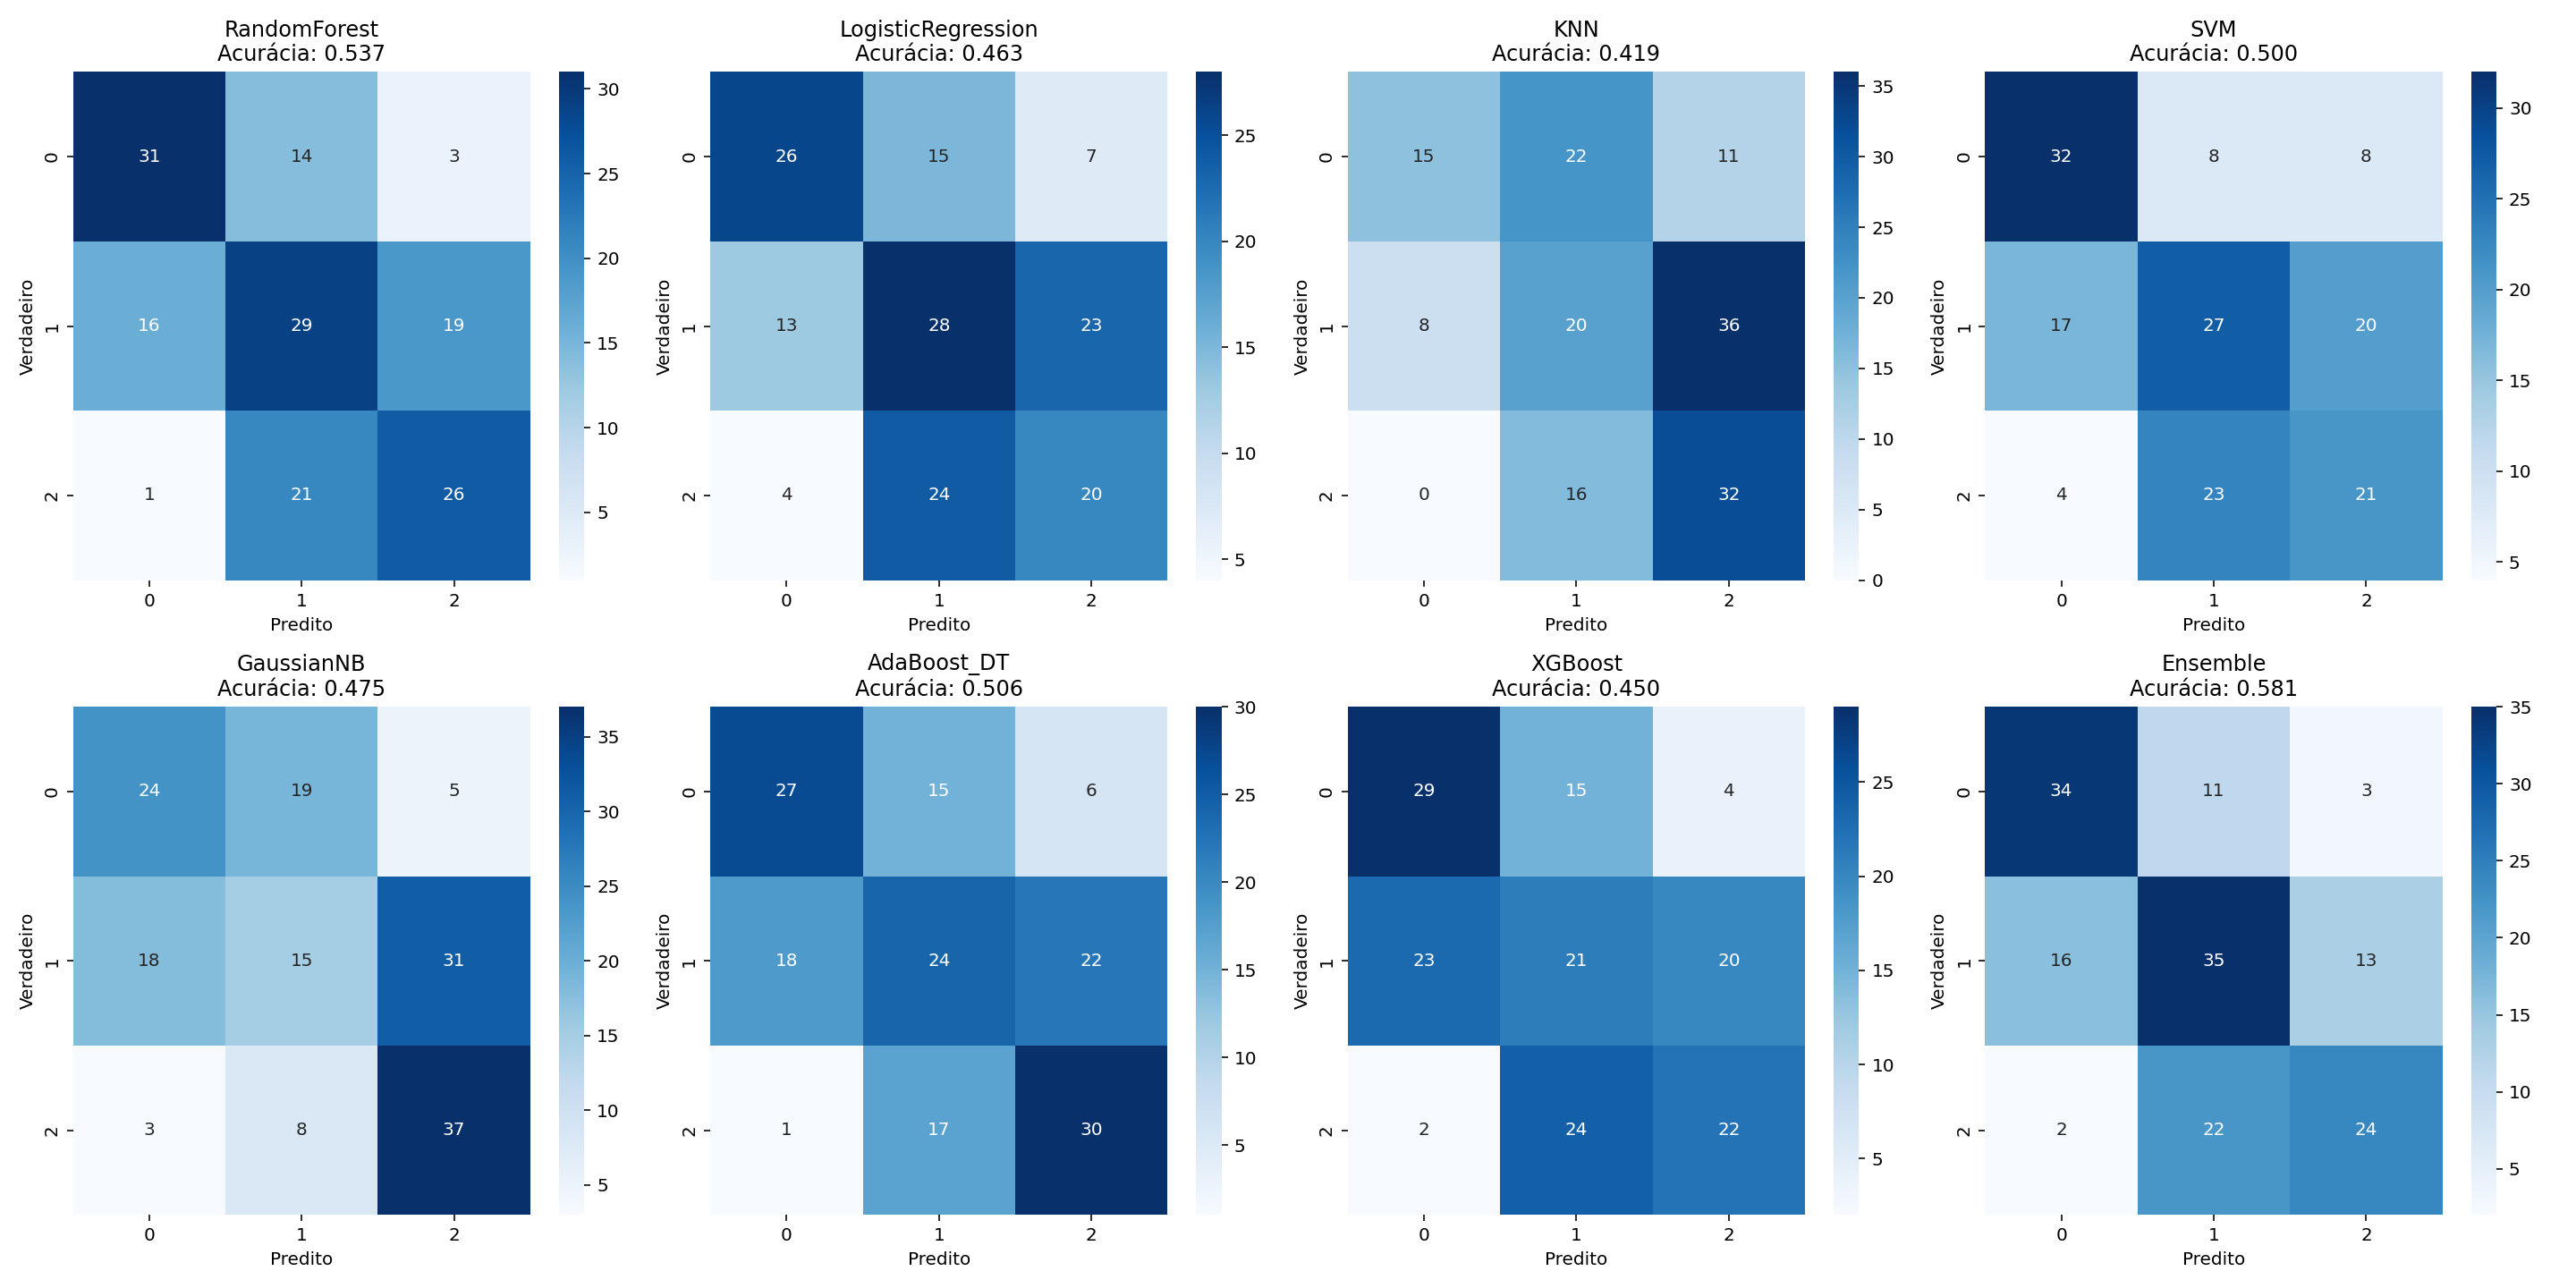 RandomForest
Acurácia: 0.537
31 14 3
16 29 19
1 21 26
0
1
2
Verdadeiro
0 1 2
Predito
30
25
20
15
10
5
LogisticRegression
Acurácia: 0.463
26 15 7
13 28 23
4 24 20
0
1
2
Verdadeiro
0 1 2
Predito
25
20
15
10
5
KNN
Acurácia: 0.419
15 22 11
8 20 36
0 16 32
0
1
2
Verdadeiro
0 1 2
Predito
35
30
25
20
15
10
5
0
SVM
Acurácia: 0.500
32 8 8
17 27 20
4 23 21
0
1
2
Verdadeiro
0 1 2
Predito
30
25
20
15
10
5
GaussianNB
Acurácia: 0.475
24 19 5
18 15 31
3 8 37
0
1
2
Verdadeiro
0 1 2
Predito
35
30
25
20
15
10
5
AdaBoost_DT
Acurácia: 0.506
27 15 6
18 24 22
1 17 30
0
1
2
Verdadeiro
0 1 2
Predito
30
25
20
15
10
5
XGBoost
Acurácia: 0.450
29 15 4
23 21 20
2 24 22
0
1
2
Verdadeiro
0 1 2
Predito
25
20
15
10
5
Ensemble
Acurácia: 0.581
34 11 3
16 35 13
2 22 24
0
1
2
Verdadeiro
0 1 2
Predito
35
30
25
20
15
10
5